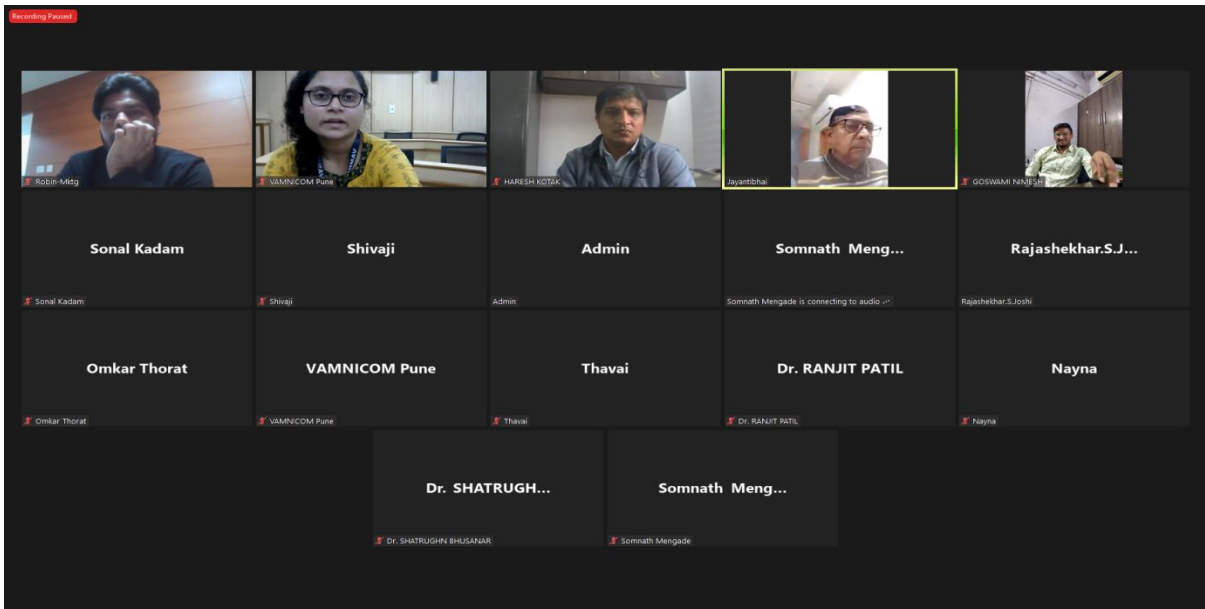 Recording Paused
Robin-Mktg
VAMNICOM Pune
HARESH KOTAK
Jayantibhai
GOSWAMI NIMESH
Sonal Kadam
Shivaji
Admin
Somnath Meng...
Rajashekhar.S.J...
Sonal Kadam
Shivaji
Admin
Somnath Mengade is connecting to audio
Rajashekhar.S.Joshi
Omkar Thorat
VAMNICOM Pune
Thavai
Dr. RANJIT PATIL
Nayna
Omkar Thorat
VAMNICOM Pune
Thavai
Dr. RANJIT PATIL
Nayna
Dr. SHATRUGH...
Somnath Meng...
Dr. SHATRUGHN BHUSANAR
Somnath Mengade